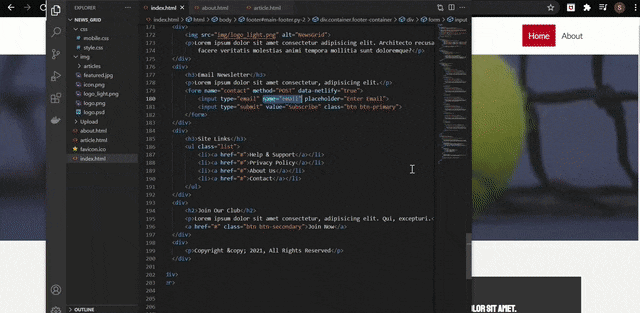 EXPLORER
NEWS_GRID
css
mobile.css
style.css
img
articles
featured.jpg
icon.png
logo_light.png
logo.png
logo.psd
Upload
about.html
article.html
favicon.ico
index.html
OUTLINE
index.html
about.html
article.html
index.html > html > body > footer#main-footer.py-2 > div.container.footer-container > div > form > input
171 <div>
172 <img src="img/logo_light.png" alt="NewsGrid">
173 <p>Lorem ipsum dolor sit amet consectetur adipisicing elit. Architecto recusa
174 facere veritatis molestias animi tempora mollitia sunt doloremque?</p>
175 </div>
176 <div>
177 <h3>Email Newsletter</h3>
178 <p>Lorem ipsum dolor sit amet consectetur, adipisicing elit.</p>
179 <form name="contact" method="POST" data-netlify="true">
180 <input type="email" name="email" placeholder="Enter Email">
181 <input type="submit" value="Subscribe" class="btn btn-primary">
182 </form>
183 </div>
184 <div>
185 <h3>Site Links</h3>
186 <ul class="list">
187 <li><a href="#">Help & Support</a></li>
188 <li><a href="#">Privacy Policy</a></li>
189 <li><a href="#">About Us</a></li>
190 <li><a href="#">Contact</a></li>
191 </ul>
192 </div>
193 <div>
194 <h2>Join Our Club</h2>
195 <p>Lorem ipsum dolor sit amet consectetur, adipisicing elit. Qui, excepturi.<
196 <a href="#" class="btn btn-secondary">Join Now</a>
197 </div>
198 <div>
199 <p>Copyright &copy; 2021, All Rights Reserved</p>
200 </div>
201
202 div>
203 er>
204
205
206
Home
About
DOLOR SIT AMET.
S